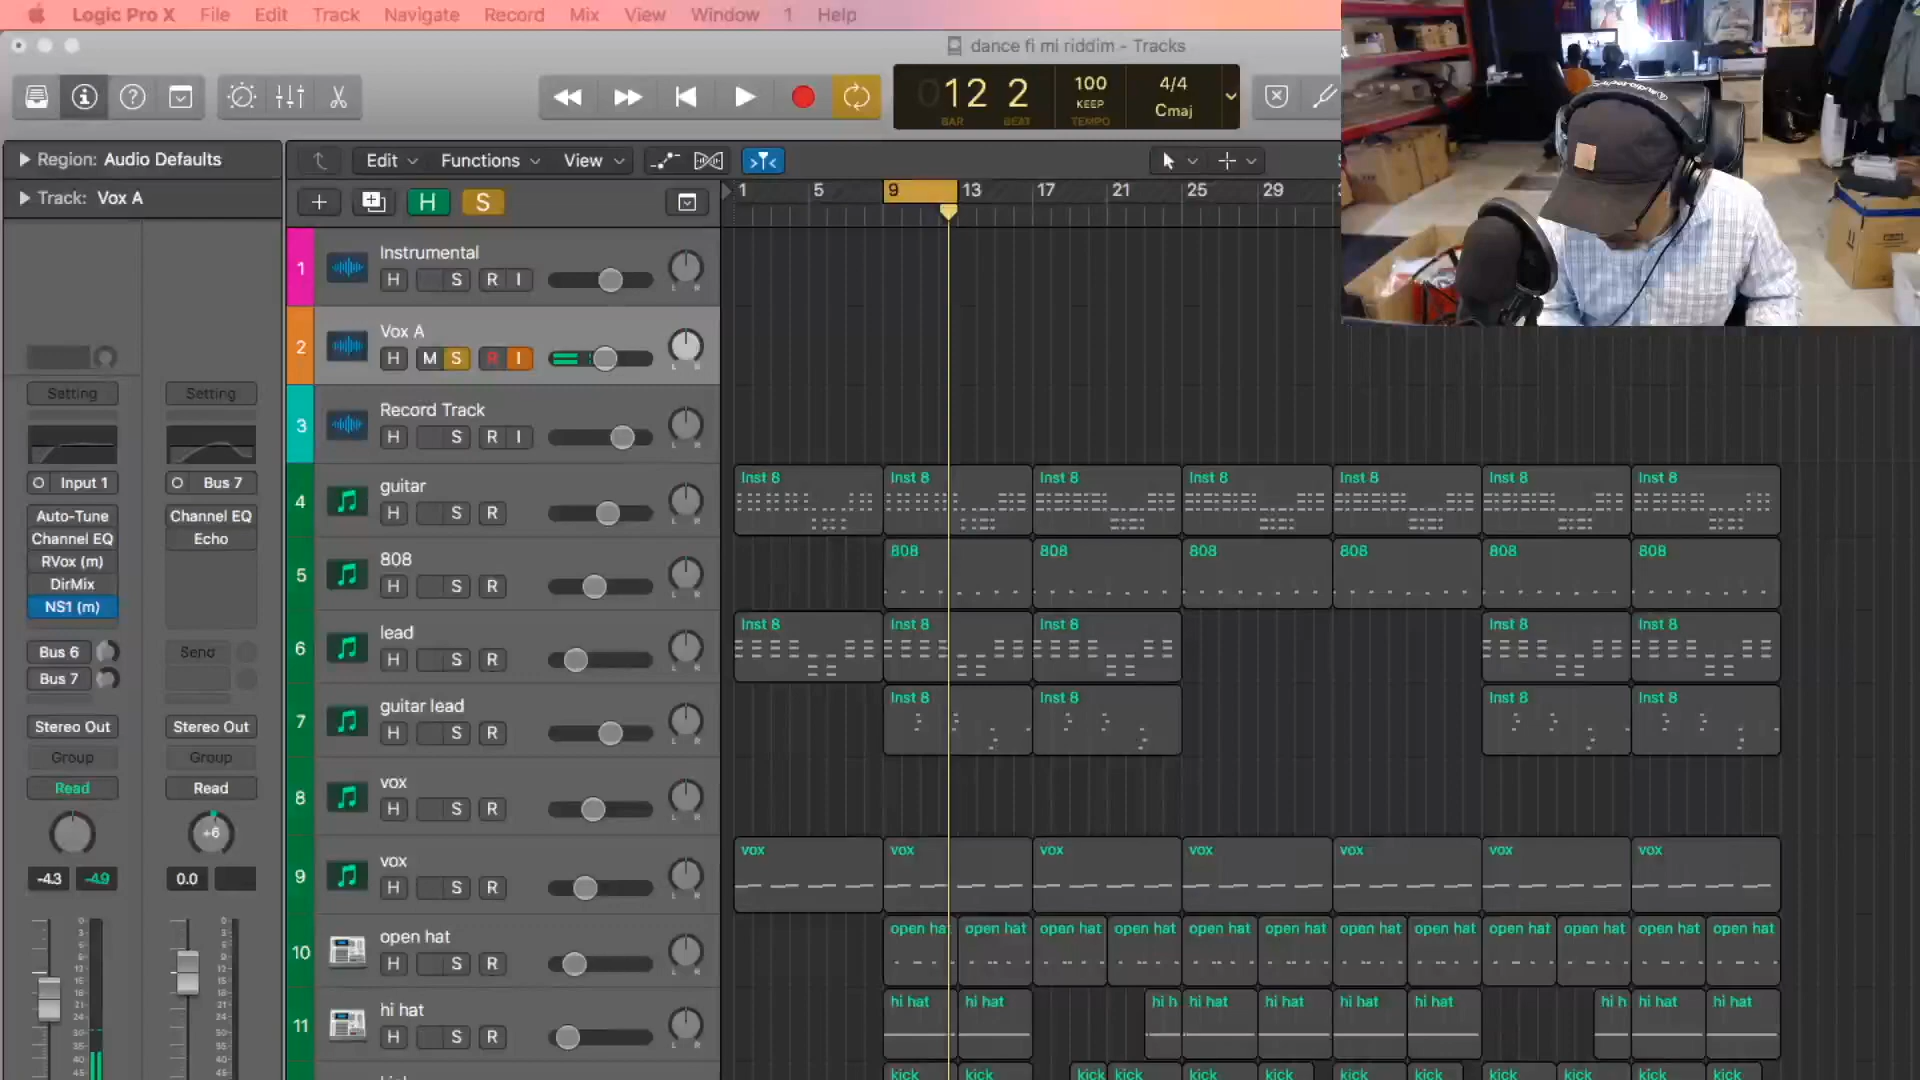 Logic Pro X File Edit Track Navigate Record Mix View Window 1 Help
dance fi mi riddim - Tracks
12 2 100 4/4
KEEP
Cmaj
BAR BEAT TEMPO
Region: Audio Defaults
Edit Functions View
Track: Vox A
H S
1 5 9 13 17 21 25 29
1 Instrumental
H S R I
L R
2 Vox A
H M S R I
L R
3 Record Track
H S R I
L R
4 guitar
H S R
L R
5 808
H S R
L R
6 lead
H S R
L R
7 guitar lead
H S R
L R
8 vox
H S R
L R
9 vox
H S R
L R
10 open hat
H S R
L R
11 hi hat
H S R
L R
Setting Setting
Input 1 Bus 7
Auto-Tune Channel EQ
Channel EQ Echo
RVox (m)
DirMix
NS1 (m)
Bus 6 Send
Bus 7
Stereo Out Stereo Out
Group Group
Read Read
+6
-4.3 -4.9 0.0
Inst 8 Inst 8 Inst 8 Inst 8 Inst 8 Inst 8 Inst 8
808 808 808 808 808 808
Inst 8 Inst 8 Inst 8 Inst 8 Inst 8
Inst 8 Inst 8 Inst 8 Inst 8
vox vox vox vox vox vox vox
open hat open hat open hat open hat open hat open hat open hat open hat open hat open hat open hat open hat
hi hat hi hat hi h hi hat hi hat hi hat hi hat hi h hi hat hi hat
kick kick kick kick kick kick kick kick kick kick kick kick